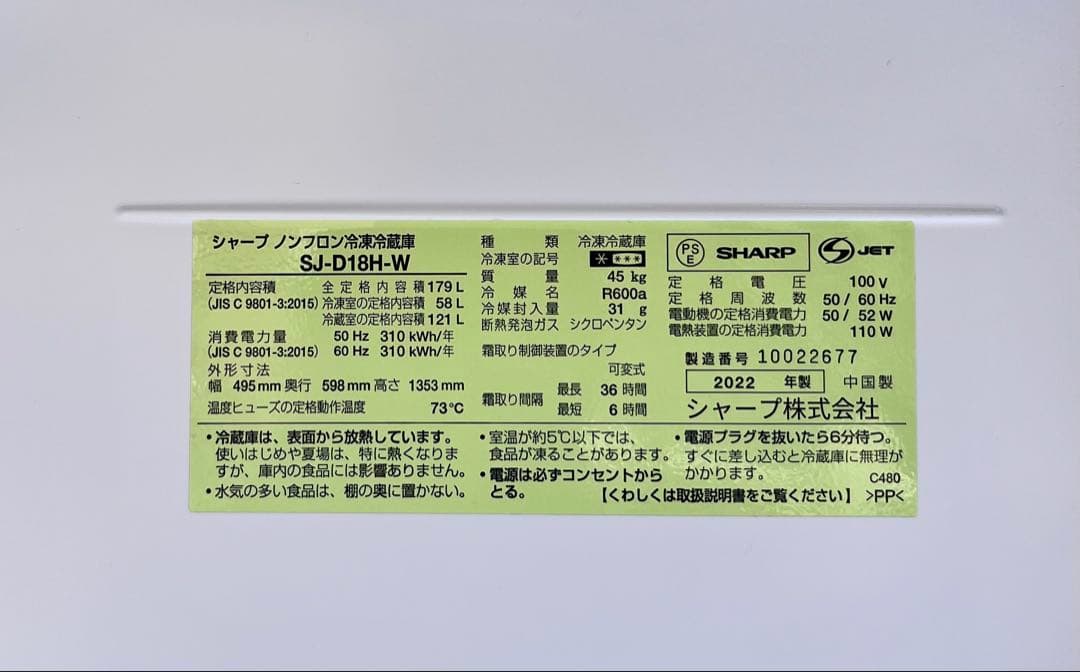 シャープ ノンフロン冷凍冷蔵庫
SJ-D18H-W
定格内容積 全定格内容積 179 L
(JIS C 9801-3:2015) 冷凍室の定格内容積 58 L
冷蔵室の定格内容積 121 L
消費電力量 50 Hz 310 kWh/年
(JIS C 9801-3:2015) 60 Hz 310 kWh/年
外形寸法
幅 495 mm 奥行 598 mm 高さ 1353 mm
温度ヒューズの定格動作温度 73℃
種類 冷凍冷蔵庫
冷凍室の記号 ****
質量 45 kg
冷媒名 R600a
冷媒封入量 31 g
断熱発泡ガス シクロペンタン
霜取り制御装置のタイプ
可変式
霜取り間隔 最長 36 時間
最短 6 時間
PSE SHARP S JET
定格電圧 100 V
定格周波数 50 / 60 Hz
電動機の定格消費電力 50 / 52 W
電熱装置の定格消費電力 110 W
製造番号 10022677
2022 年製 中国製
シャープ株式会社
・冷蔵庫は、表面から放熱しています。
使いはじめや夏場は、特に熱くなりま
すが、庫内の食品には影響ありません。
・水気の多い食品は、棚の奥に置かない。
・室温が約5℃以下では、
食品が凍ることがあります。
・電源は必ずコンセントから
とる。
・電源プラグを抜いたら6分待つ。
すぐに差し込むと冷蔵庫に無理が
かかります。
C480
【くわしくは取扱説明書をご覧ください】 >PP<